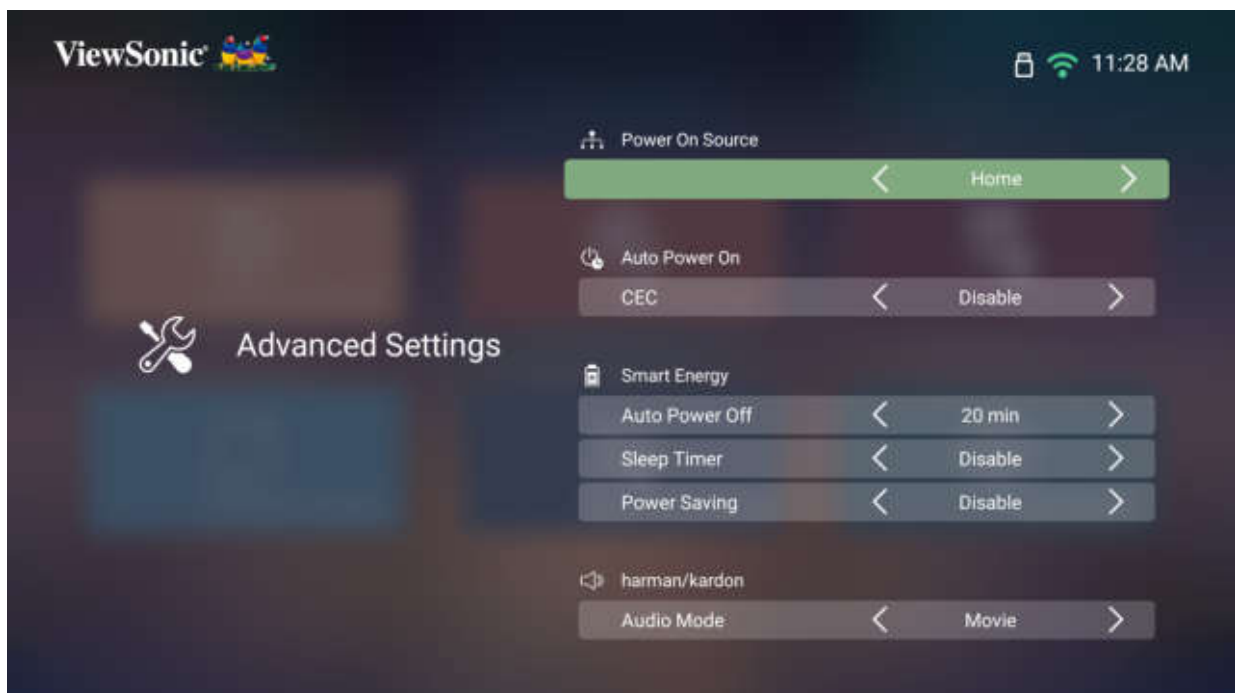 ViewSonic
11:28 AM
Power On Source
Home
Auto Power On
CEC Disable
Advanced Settings
Smart Energy
Auto Power Off 20 min
Sleep Timer Disable
Power Saving Disable
harman/kardon
Audio Mode Movie